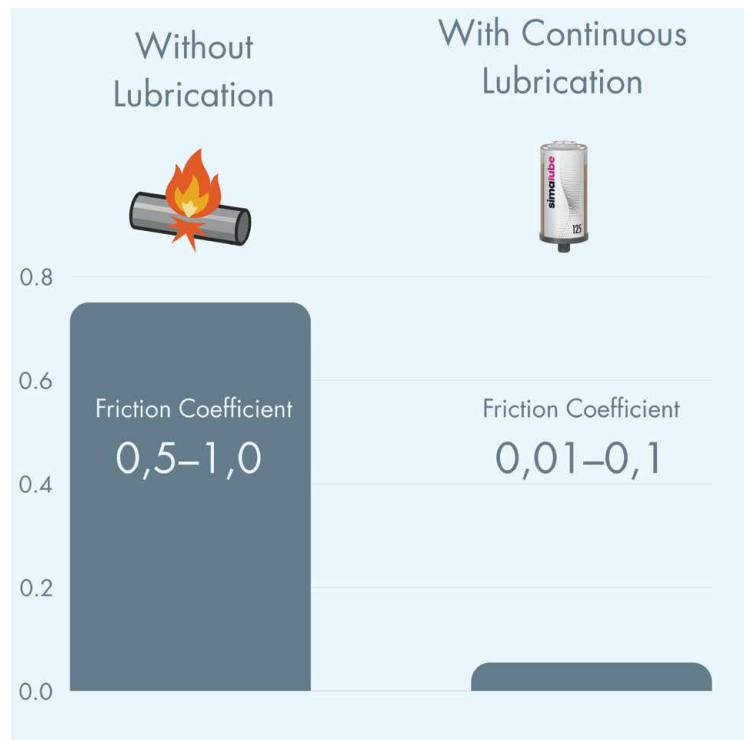 Without
Lubrication
With Continuous
Lubrication
simalube
125
0.8
0.6
Friction Coefficient
0,5–1,0
Friction Coefficient
0,01–0,1
0.4
0.2
0.0